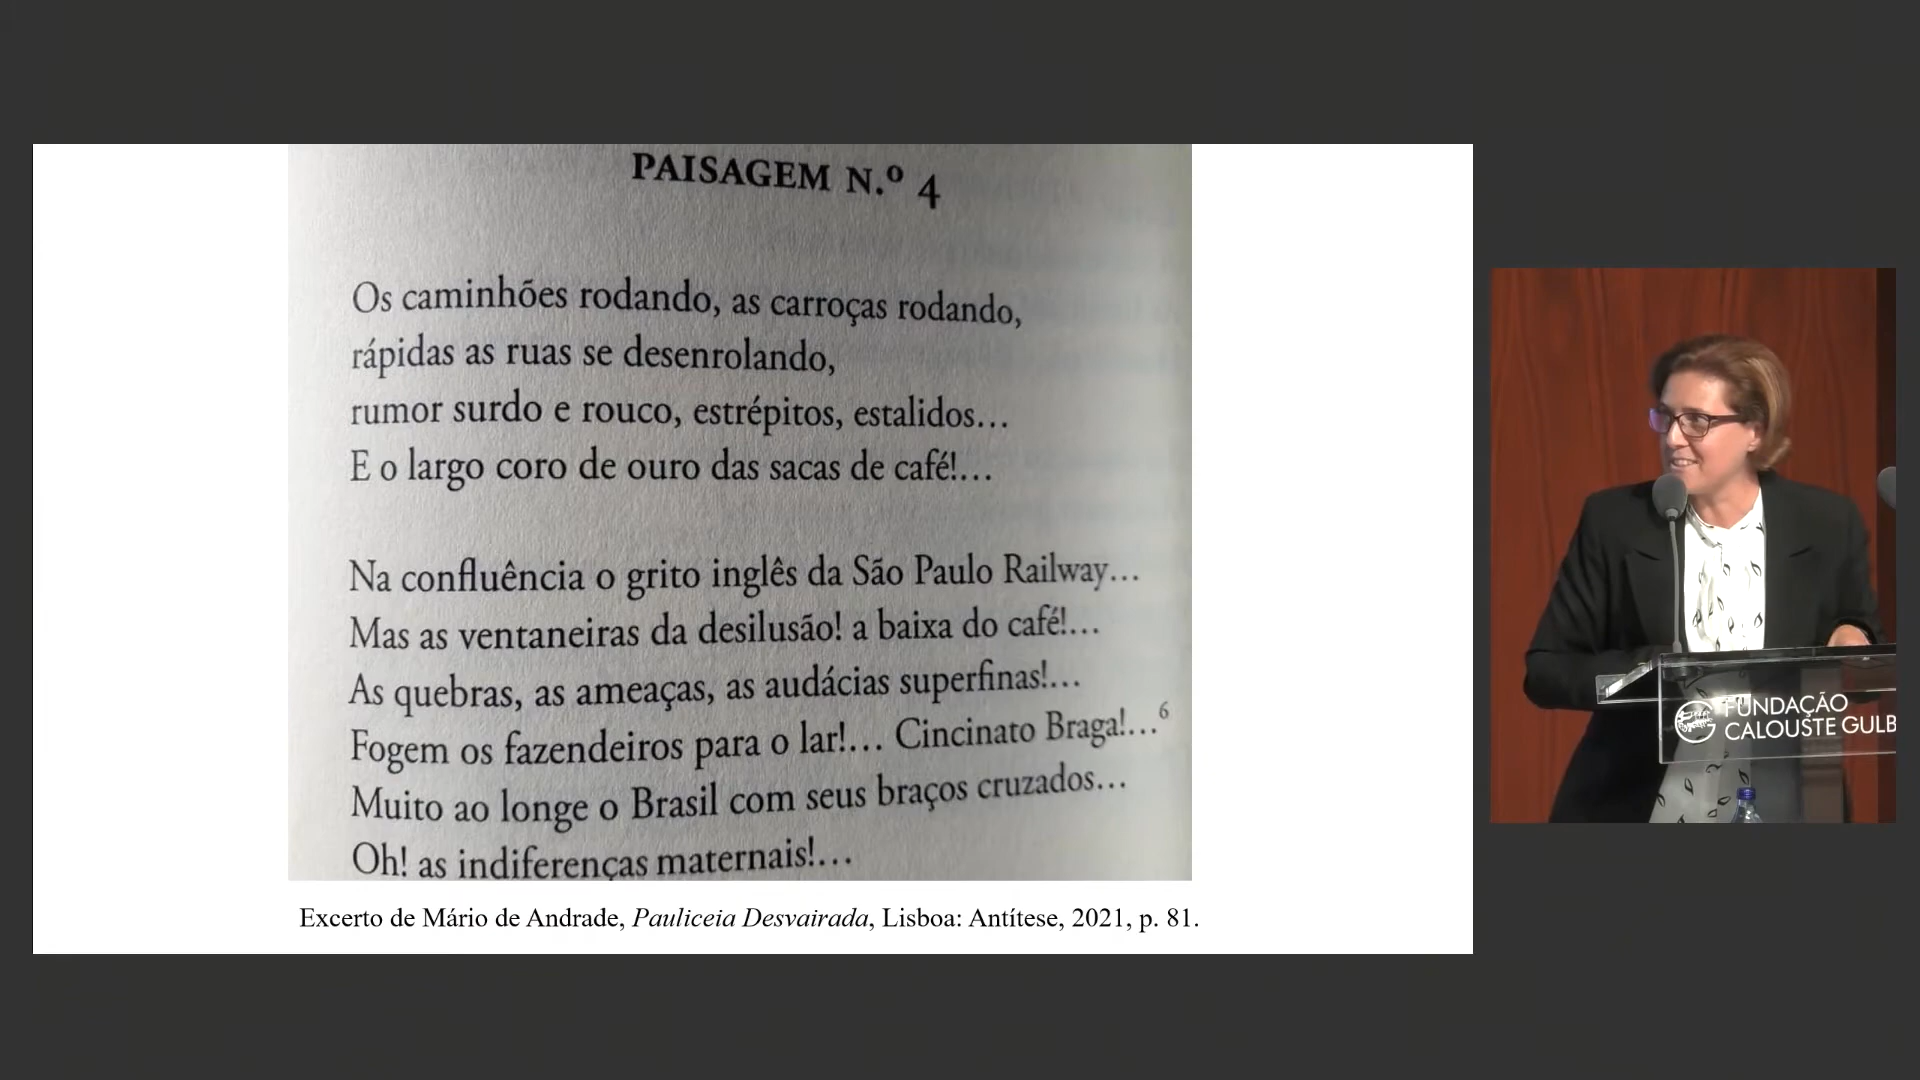 PAISAGEM N.º 4
Os caminhões rodando, as carroças rodando,
rápidas as ruas se desenrolando,
rumor surdo e rouco, estrépitos, estalidos…
E o largo coro de ouro das sacas de café!…
Na confluência o grito inglês da São Paulo Railway…
Mas as ventaneiras da desilusão! a baixa do café!…
As quebras, as ameaças, as audácias superfinas!…
Fogem os fazendeiros para o lar!… Cincinato Braga!…⁶
Muito ao longe o Brasil com seus braços cruzados…
Oh! as indiferenças maternais!…
Excerto de Mário de Andrade, Pauliceia Desvairada, Lisboa: Antítese, 2021, p. 81.
FUNDAÇÃO
CALOUSTE GULB